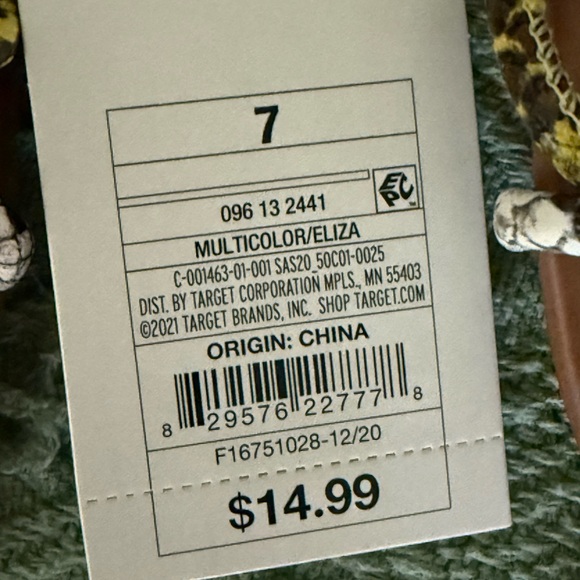 7
EPC™
096 13 2441
MULTICOLOR/ELIZA
C-001463-01-001 SAS20_50C01-0025
DIST. BY TARGET CORPORATION MPLS., MN 55403
©2021 TARGET BRANDS, INC. SHOP TARGET.COM
ORIGIN: CHINA
8 29576 22777 8
F16751028-12/20
$14.99